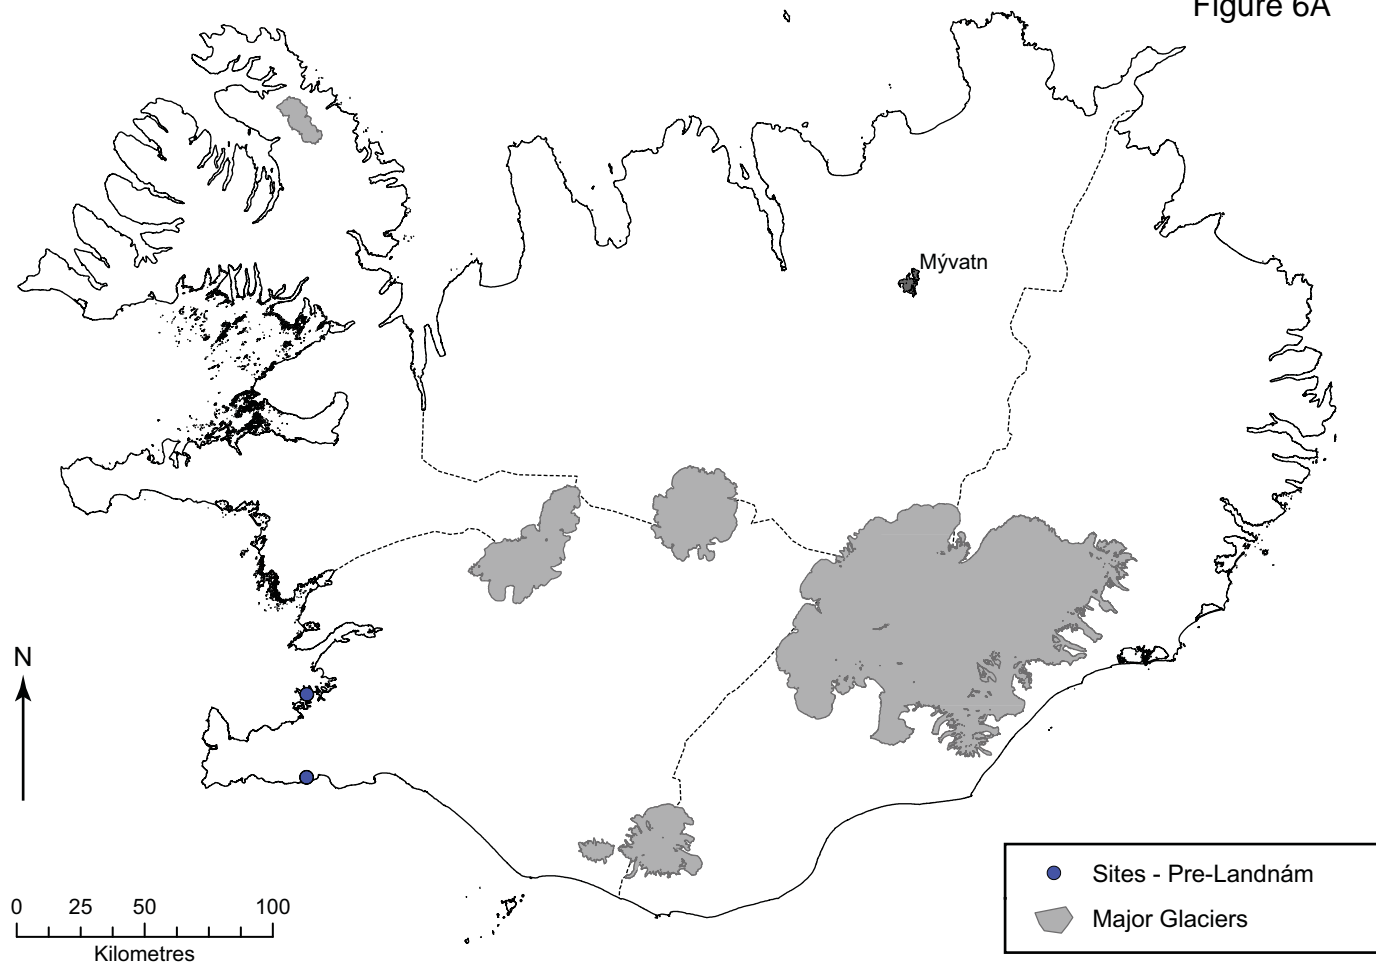 Figure 6A
Mývatn
N
0 25 50 100
Kilometres
Sites - Pre-Landnám
Major Glaciers